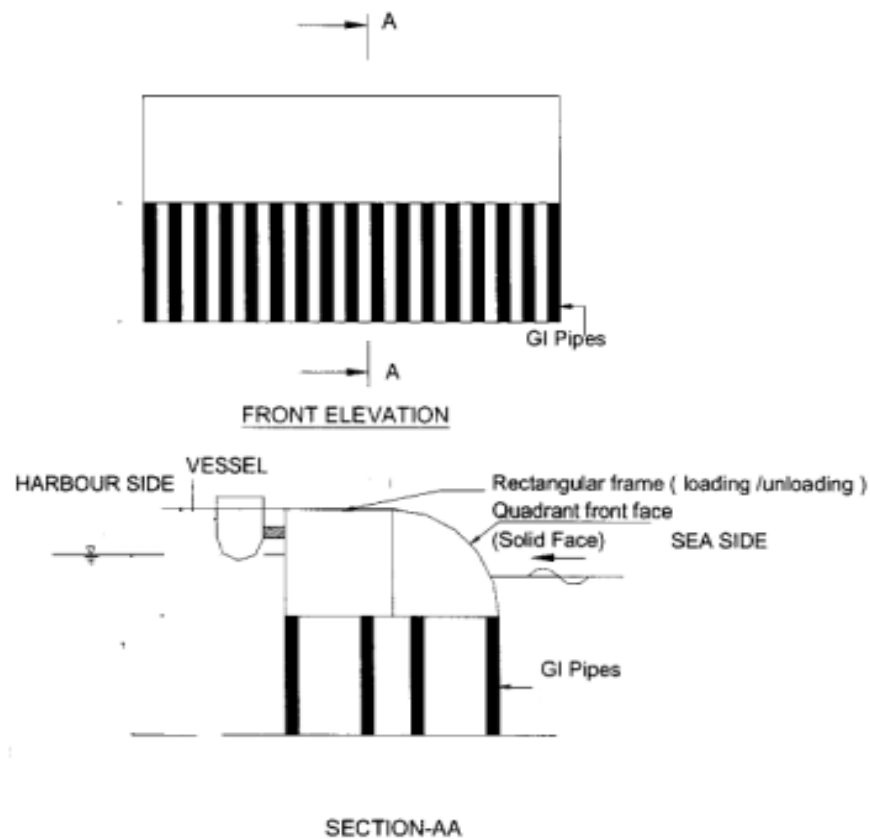 A
GI Pipes
A
FRONT ELEVATION
VESSEL
HARBOUR SIDE
Rectangular frame ( loading /unloading )
Quadrant front face
(Solid Face)
SEA SIDE
GI Pipes
SECTION-AA